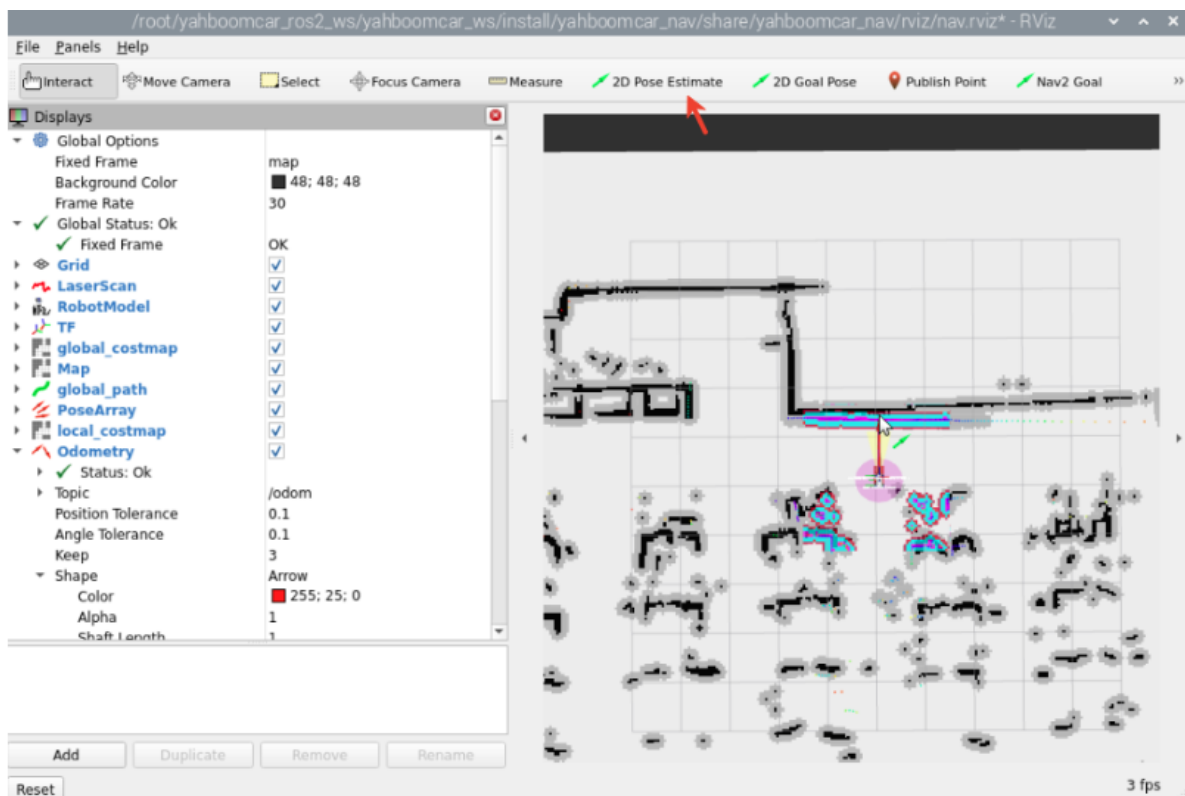 /root/yahboomcar_ros2_ws/yahboomcar_ws/install/yahboomcar_nav/share/yahboomcar_nav/rviz/nav.rviz* - RViz
File Panels Help
Interact Move Camera Select Focus Camera Measure 2D Pose Estimate 2D Goal Pose Publish Point Nav2 Goal »
Displays
Global Options
Fixed Frame map
Background Color 48; 48; 48
Frame Rate 30
Global Status: Ok
Fixed Frame OK
Grid
LaserScan
RobotModel
TF
global_costmap
Map
global_path
PoseArray
local_costmap
Odometry
Status: Ok
Topic /odom
Position Tolerance 0.1
Angle Tolerance 0.1
Keep 3
Shape Arrow
Color 255; 25; 0
Alpha 1
Shaft Length 1
Add Duplicate Remove Rename
Reset 3 fps